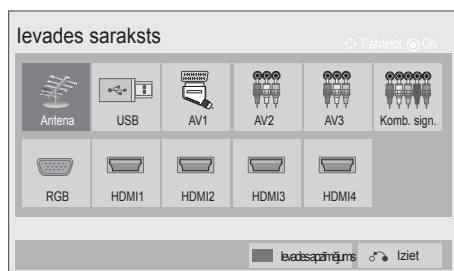 Ievades saraksts
Pārvietot OK
Antena USB AV1 AV2 AV3 Komb. sign.
RGB HDMI1 HDMI2 HDMI3 HDMI4
Ievades apzīmējums Iziet